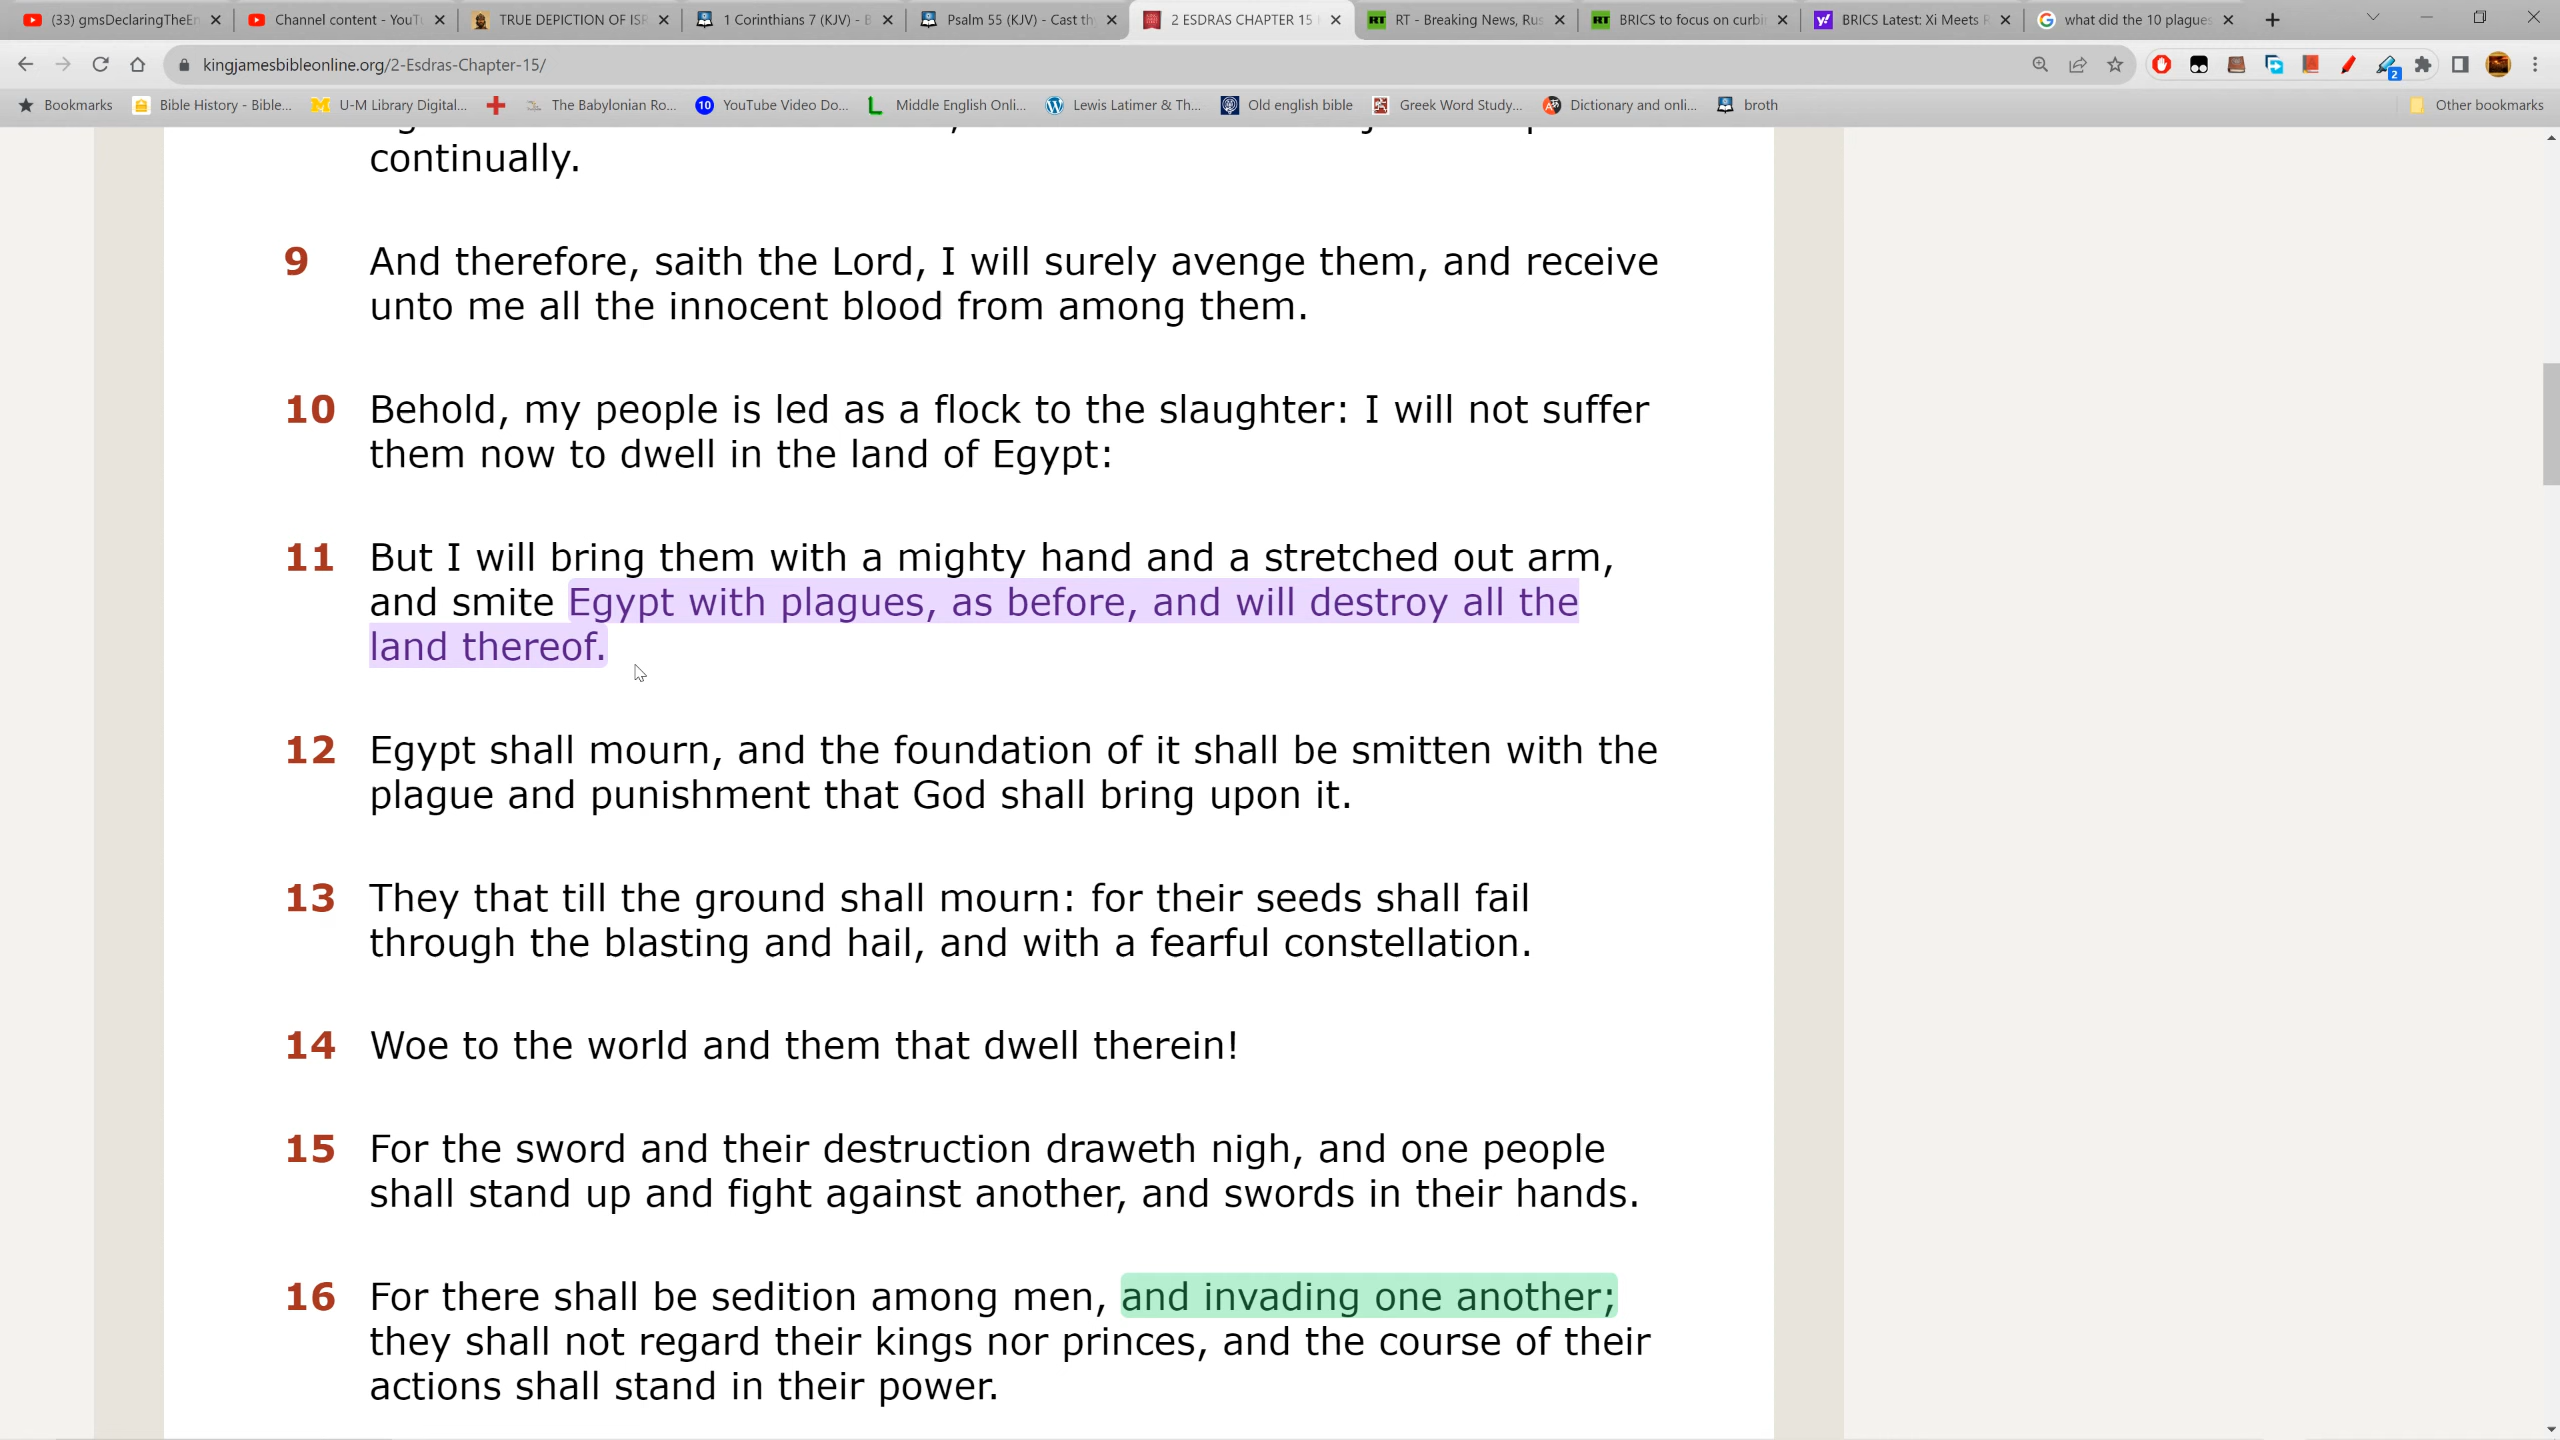 (33) gmsDeclaringTheEn
Channel content - YouTu
TRUE DEPICTION OF ISR
1 Corinthians 7 (KJV) - B
Psalm 55 (KJV) - Cast th
2 ESDRAS CHAPTER 15
RT - Breaking News, Rus
BRICS to focus on curbi
BRICS Latest: Xi Meets P
what did the 10 plagues
kingjamesbibleonline.org/2-Esdras-Chapter-15/
2
Bookmarks
Bible History - Bible...
U-M Library Digital...
The Babylonian Ro...
YouTube Video Do...
Middle English Onli...
Lewis Latimer & Th...
Old english bible
Greek Word Study...
Dictionary and onli...
broth
Other bookmarks
continually.
9 And therefore, saith the Lord, I will surely avenge them, and receive
unto me all the innocent blood from among them.
10 Behold, my people is led as a flock to the slaughter: I will not suffer
them now to dwell in the land of Egypt:
11 But I will bring them with a mighty hand and a stretched out arm,
and smite Egypt with plagues, as before, and will destroy all the
land thereof.
12 Egypt shall mourn, and the foundation of it shall be smitten with the
plague and punishment that God shall bring upon it.
13 They that till the ground shall mourn: for their seeds shall fail
through the blasting and hail, and with a fearful constellation.
14 Woe to the world and them that dwell therein!
15 For the sword and their destruction draweth nigh, and one people
shall stand up and fight against another, and swords in their hands.
16 For there shall be sedition among men, and invading one another;
they shall not regard their kings nor princes, and the course of their
actions shall stand in their power.